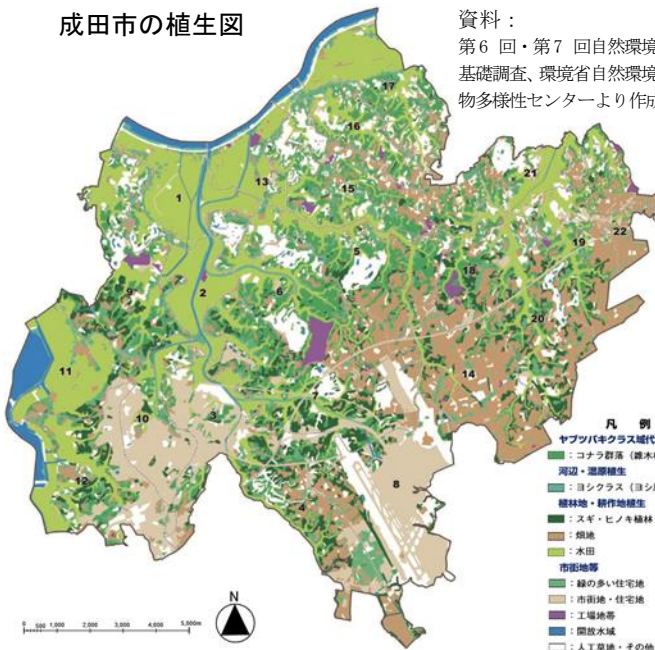 成田市の植生図
資料：
第6 回・第7 回自然環境
基礎調査、環境省自然環境
物多様性センターより作成
17
16
13
1
15
21
22
19
5
18
9
2
6
20
11
14
7
10
3
8
12
4
N
0 500 1,000 2,000 3,000 4,000 5,000m
凡 例
ヤブツバキクラス域代
：コナラ群落（雑木
河辺・湿原植生
：ヨシクラス（ヨシ
植林地・耕作地植生
：スギ・ヒノキ植林
：畑地
：水田
市街地等
：緑の多い住宅地
：市街地・住宅地
：工場地帯
：開放水域
：人工草地・その他